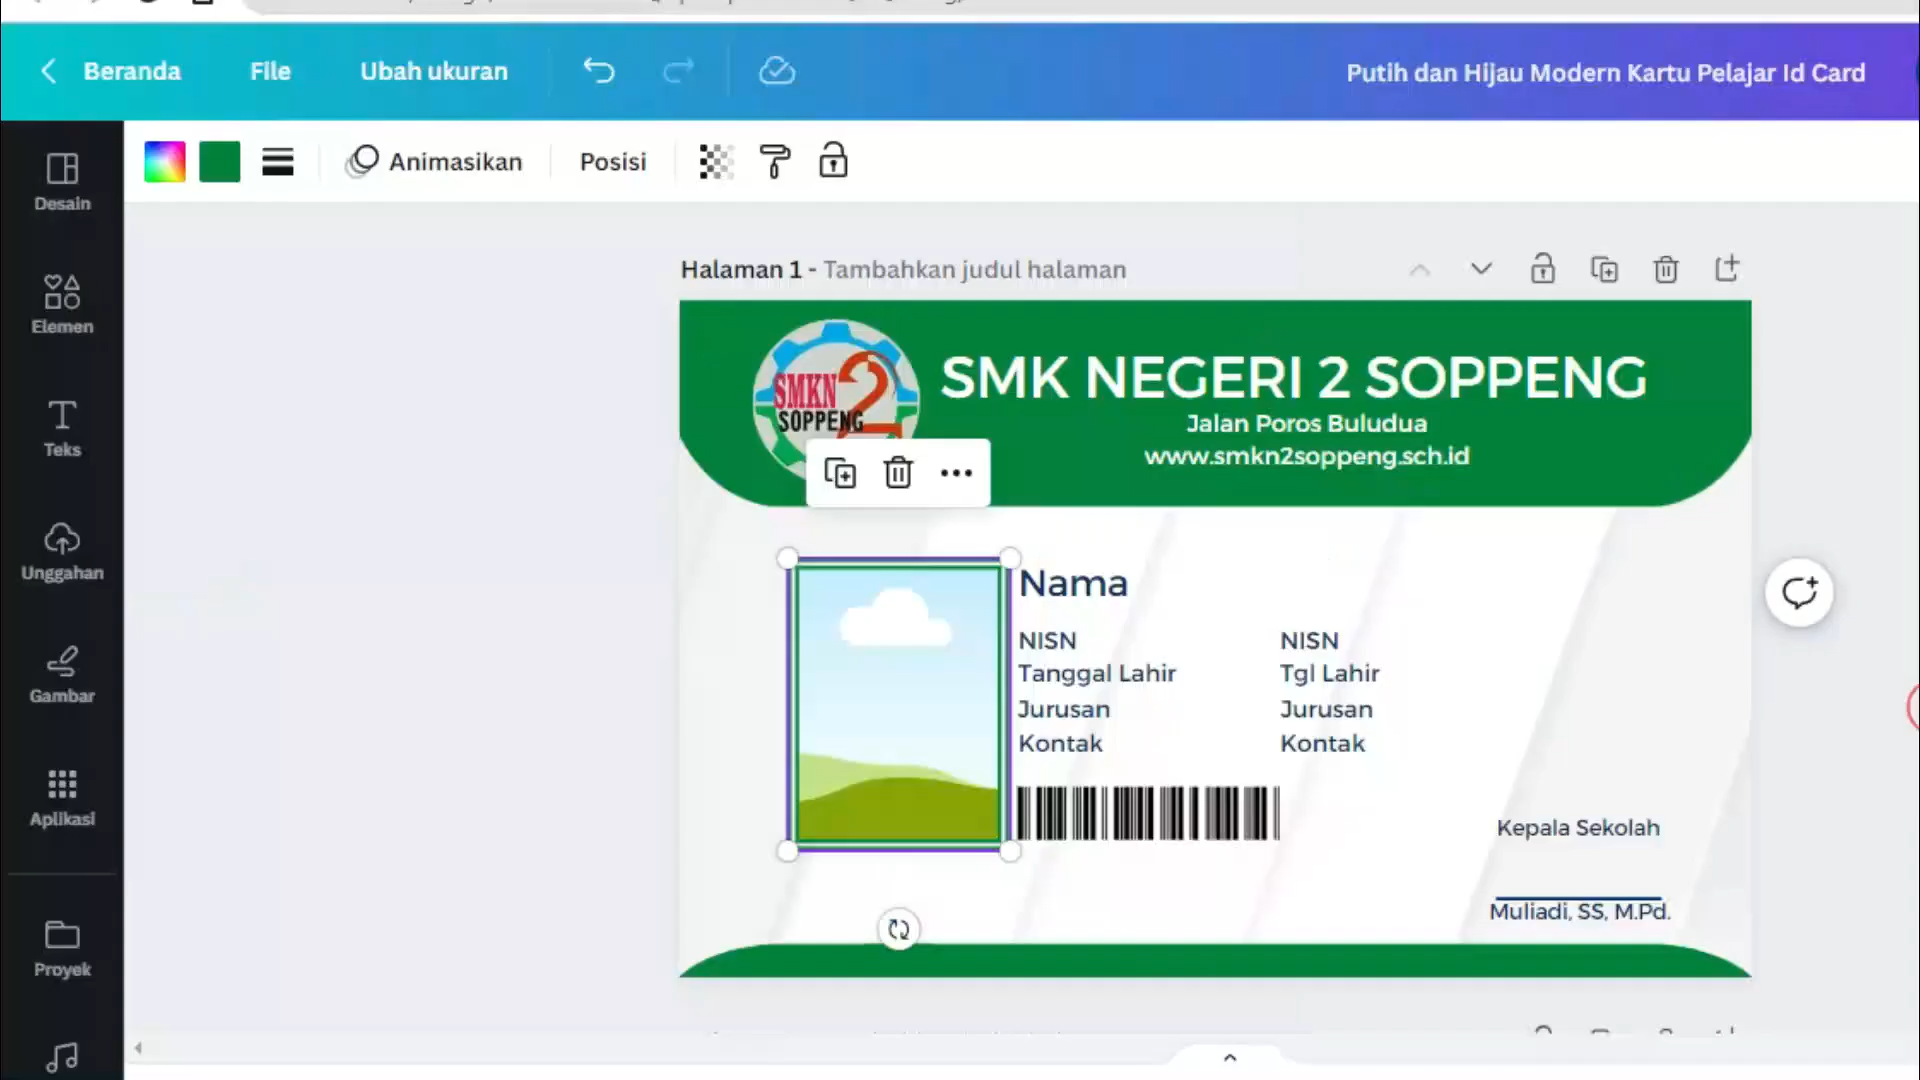 Beranda
File
Ubah ukuran
Putih dan Hijau Modern Kartu Pelajar Id Card
Animasikan
Posisi
Desain
Elemen
Teks
Unggahan
Gambar
Aplikasi
Proyek
Halaman 1 - Tambahkan judul halaman
SMKN 2
SOPPENG
SMK NEGERI 2 SOPPENG
Jalan Poros Buludua
www.smkn2soppeng.sch.id
Nama
NISN NISN
Tanggal Lahir Tgl Lahir
Jurusan Jurusan
Kontak Kontak
Kepala Sekolah
Muliadi, SS, M.Pd.